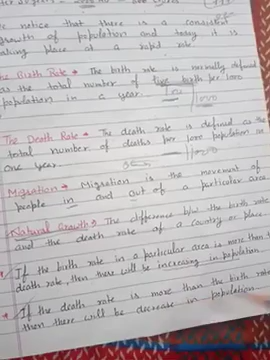 we notice that there is a consistent
growth of population and today it is
taking place at a rapid rate
The Birth Rate → The birth rate is normally defined
as the total number of live birth per 1000
population in a year.
1000
The Death Rate → The death rate is defined as the
total number of deaths per 1000 population in
one year.
Migration → Migration is the movement of
people in and out of a particular area
Natural Growth → The difference b/w the birth rate
and the death rate of a country or place
If the birth rate in a particular area is more than the
death rate, then there will be increasing in population
If the death rate is more than the birth rate
then there will be decrease in population